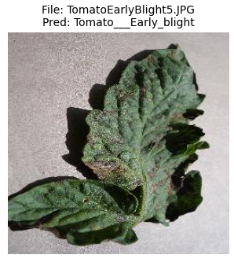 File: TomatoEarlyBlight5.JPG
Pred: Tomato___Early_blight